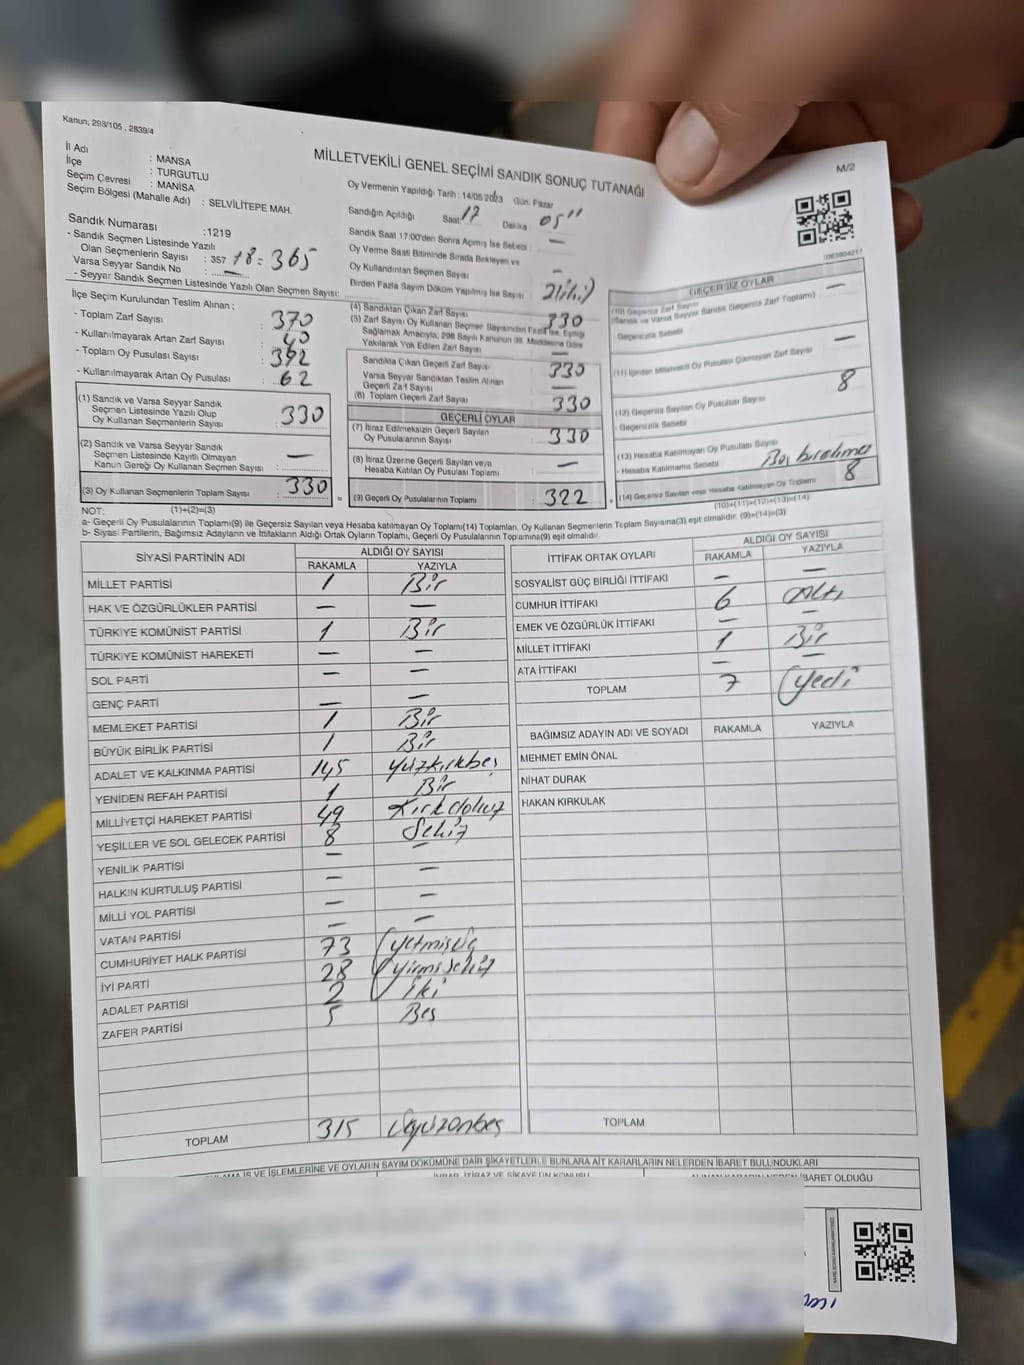 Kanun; 298/105 , 2839/4
M/2
MİLLETVEKİLİ GENEL SEÇİMİ SANDIK SONUÇ TUTANAĞI
İl Adı : MANİSA
İlçe : TURGUTLU
Seçim Çevresi : MANİSA
Seçim Bölgesi (Mahalle Adı) : SELVİLİTEPE MAH.
Sandık Numarası : 1219
- Sandık Seçmen Listesinde Yazılı
Olan Seçmenlerin Sayısı : 357 +8=365
Varsa Seyyar Sandık No : —
- Seyyar Sandık Seçmen Listesinde Yazılı Olan Seçmen Sayısı:
Oy Vermenin Yapıldığı Tarih : 14/05/2023 Gün: Pazar
Sandığın Açıldığı Saat 17 Dakika 05
Sandık Saat 17:00'den Sonra Açılmış İse Sebebi —
Oy Verme Saati Bitiminde Sırada Bekleyen ve
Oy Kullandırılan Seçmen Sayısı —
Birden Fazla Sayım Döküm Yapılmış İse Sayısı 2(iki)
İlçe Seçim Kurulundan Teslim Alınan ;
- Toplam Zarf Sayısı : 370
- Kullanılmayarak Artan Zarf Sayısı : 40
- Toplam Oy Pusulası Sayısı : 392
- Kullanılmayarak Artan Oy Pusulası : 62
(1) Sandık ve Varsa Seyyar Sandık
Seçmen Listesinde Yazılı Olup
Oy Kullanan Seçmenlerin Sayısı : 330
(2) Sandık ve Varsa Seyyar Sandık
Seçmen Listesinde Kayıtlı Olmayan
Kanun Gereği Oy Kullanan Seçmen Sayısı : —
(3) Oy Kullanan Seçmenlerin Toplam Sayısı : 330
(4) Sandıktan Çıkan Zarf Sayısı 330
(5) Zarf Sayısı Oy Kullanan Seçmen Sayısından Fazla İse, Eşitliği
Sağlamak Amacıyla, 298 Sayılı Kanunun 98. Maddesine Göre
Yakılarak Yok Edilen Zarf Sayısı —
Sandıkta Çıkan Geçerli Zarf Sayısı 330
Varsa Seyyar Sandıktan Teslim Alınan
Geçerli Zarf Sayısı —
(6) Toplam Geçerli Zarf Sayısı 330
GEÇERLİ OYLAR
(7) İtiraz Edilmeksizin Geçerli Sayılan
Oy Pusulalarının Sayısı : 330
(8) İtiraz Üzerine Geçerli Sayılan veya
Hesaba Katılan Oy Pusulası Toplamı : —
= (9) Geçerli Oy Pusulalarının Toplamı : 322
GEÇERSİZ OYLAR
(10) Geçersiz Zarf Sayısı
(Sandık ve Varsa Seyyar Sandık Geçersiz Zarf Toplamı) —
Geçersizlik Sebebi
(11) İçinden Milletvekili Oy Pusulası Çıkmayan Zarf Sayısı —
(12) Geçersiz Sayılan Oy Pusulası Sayısı 8
- Geçersizlik Sebebi :
(13) Hesaba Katılmayan Oy Pusulası Sayısı
- Hesaba Katılmama Sebebi Boş bırakma
+ (14) Geçersiz Sayılan veya Hesaba Katılmayan Oy Toplamı 8
(10)+(11)+(12)+(13)=(14)
NOT: (1)+(2)=(3)
a- Geçerli Oy Pusulalarının Toplamı(9) ile Geçersiz Sayılan veya Hesaba katılmayan Oy Toplamı(14) Toplamları, Oy Kullanan Seçmenlerin Toplam Sayısına(3) eşit olmalıdır. (9)+(14)=(3)
b- Siyasi Partilerin, Bağımsız Adayların ve İttifakların Aldığı Ortak Oyların Toplamı, Geçerli Oy Pusulalarının Toplamına(9) eşit olmalıdır.
SİYASİ PARTİNİN ADI ALDIĞI OY SAYISI
RAKAMLA YAZIYLA
MİLLET PARTİSİ 1 Bir
HAK VE ÖZGÜRLÜKLER PARTİSİ — —
TÜRKİYE KOMÜNİST PARTİSİ 1 Bir
TÜRKİYE KOMÜNİST HAREKETİ — —
SOL PARTİ — —
GENÇ PARTİ — —
MEMLEKET PARTİSİ 1 Bir
BÜYÜK BİRLİK PARTİSİ 1 Bir
ADALET VE KALKINMA PARTİSİ 145 yüzkırkbeş
YENİDEN REFAH PARTİSİ 1 Bir
MİLLİYETÇİ HAREKET PARTİSİ 49 Kırkdokuz
YEŞİLLER VE SOL GELECEK PARTİSİ 8 Sekiz
YENİLİK PARTİSİ — —
HALKIN KURTULUŞ PARTİSİ — —
MİLLİ YOL PARTİSİ — —
VATAN PARTİSİ — —
CUMHURİYET HALK PARTİSİ 73 Yetmişüç
İYİ PARTİ 28 Yirmisekiz
ADALET PARTİSİ 2 İki
ZAFER PARTİSİ 5 Beş
TOPLAM 315 Üçyüzonbeş
İTTİFAK ORTAK OYLARI ALDIĞI OY SAYISI
RAKAMLA YAZIYLA
SOSYALİST GÜÇ BİRLİĞİ İTTİFAKI — —
CUMHUR İTTİFAKI 6 Altı
EMEK VE ÖZGÜRLÜK İTTİFAKI — —
MİLLET İTTİFAKI 1 Bir
ATA İTTİFAKI — —
TOPLAM 7 Yedi
BAĞIMSIZ ADAYIN ADI VE SOYADI RAKAMLA YAZIYLA
MEHMET EMİN ÖNAL
NİHAT DURAK
HAKAN KIRKULAK
TOPLAM
İŞ VE İŞLEMLERİNE VE OYLARIN SAYIM DÖKÜMÜNE DAİR ŞİKAYETLERLE BUNLARA AİT KARARLARIN NELERDEN İBARET BULUNDUKLARI
İBARET OLDUĞU